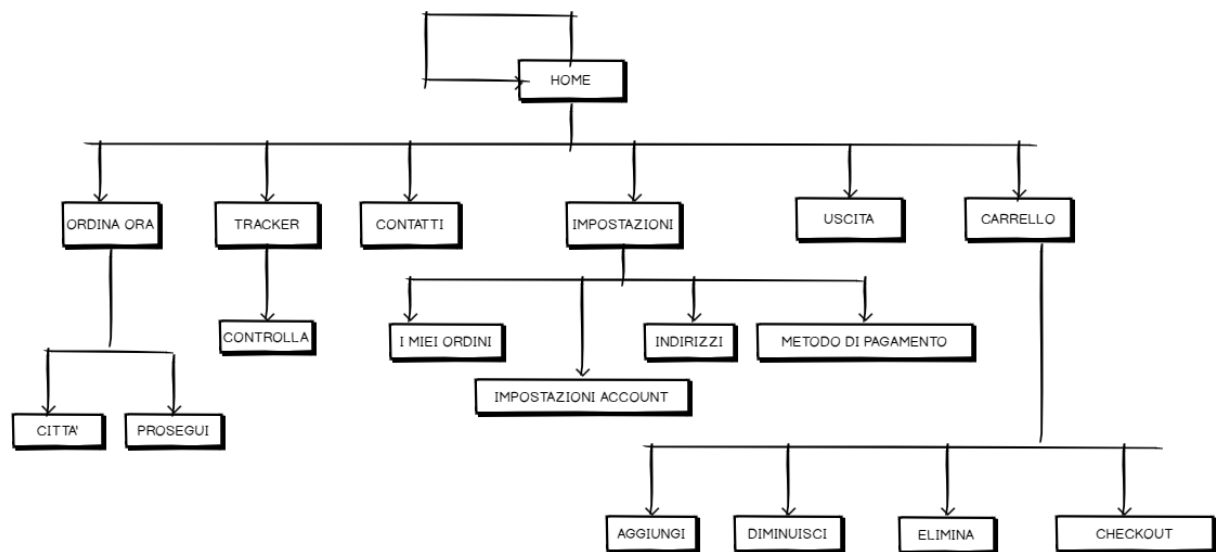 HOME
ORDINA ORA
TRACKER
CONTATTI
IMPOSTAZIONI
USCITA
CARRELLO
CONTROLLA
I MIEI ORDINI
INDIRIZZI
METODO DI PAGAMENTO
IMPOSTAZIONI ACCOUNT
CITTA'
PROSEGUI
AGGIUNGI
DIMINUISCI
ELIMINA
CHECKOUT